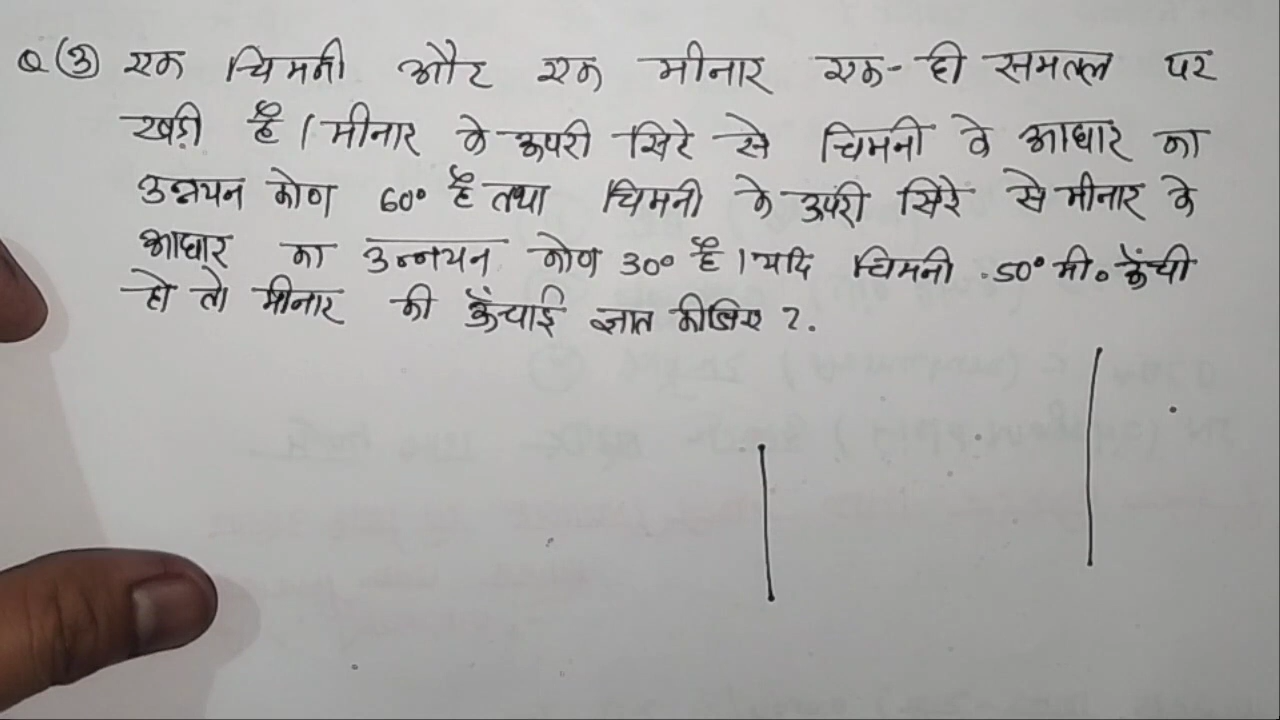 Q(3) एक चिमनी और एक मीनार एक-ही समतल पर
खड़ी है। मीनार के ऊपरी सिरे से चिमनी के आधार का
उन्नयन कोण 60° है तथा चिमनी के ऊपरी सिरे से मीनार के
आधार का उन्नयन कोण 30° है। यदि चिमनी 50° मी० ऊँची
हो तो मीनार की ऊँचाई ज्ञात कीजिए ?.